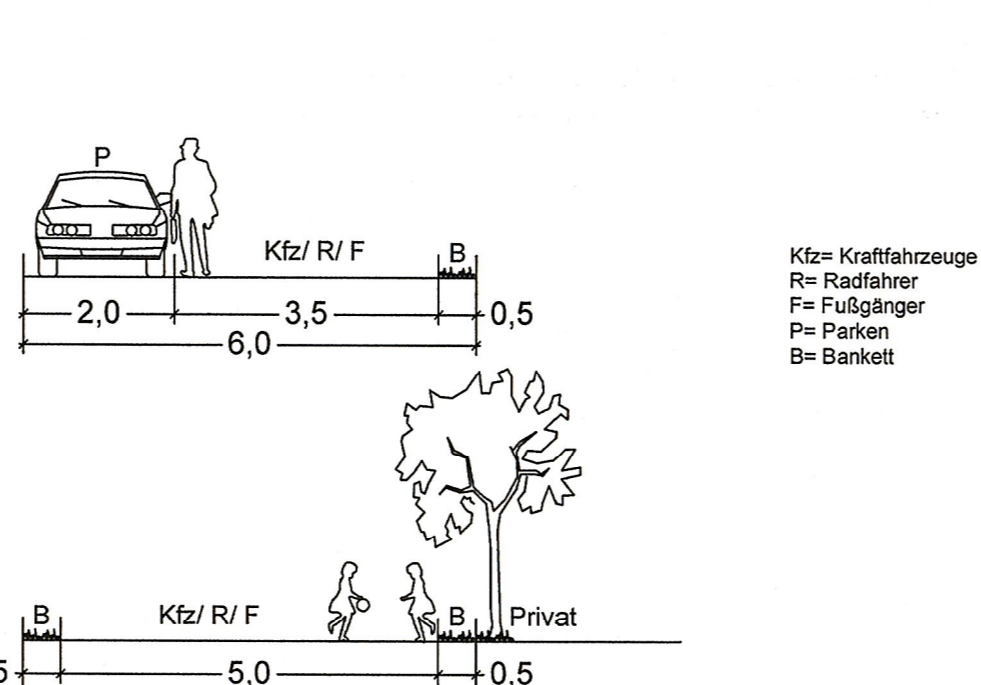 P
Kfz/ R/ F
B
2,0
3,5
0,5
6,0
Kfz= Kraftfahrzeuge
R= Radfahrer
F= Fußgänger
P= Parken
B= Bankett
B
Kfz/ R/ F
B
Privat
5,0
0,5